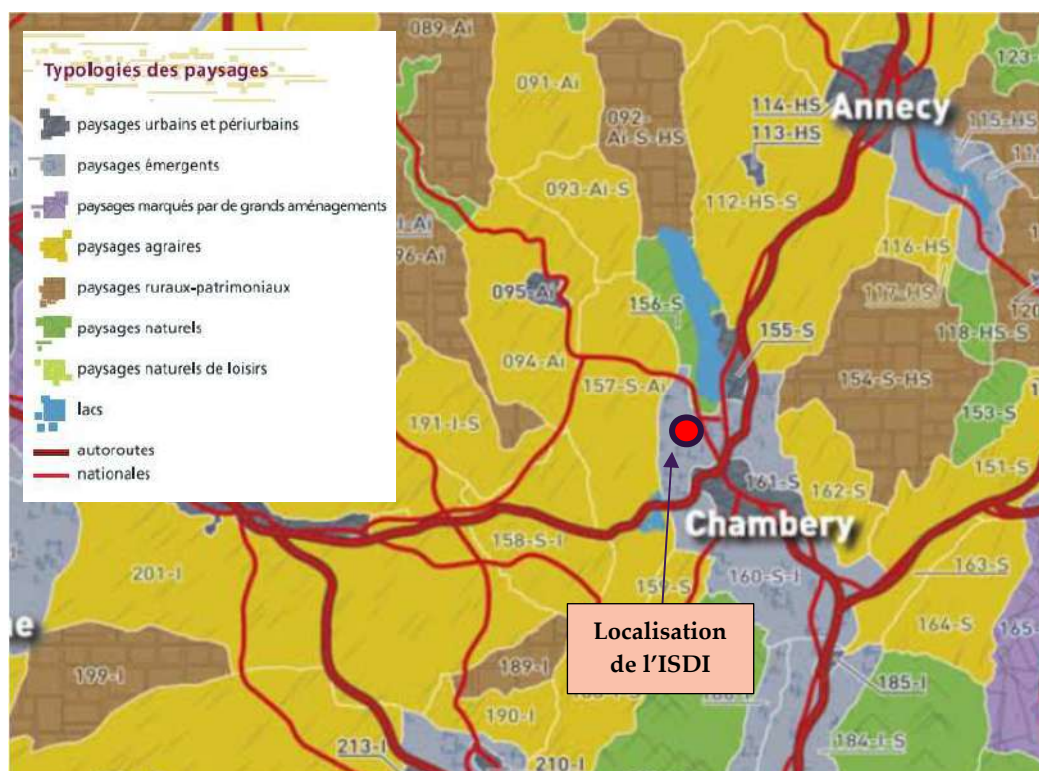 Typologies des paysages
paysages urbains et périurbains
paysages émergents
paysages marqués par de grands aménagements
paysages agraires
paysages ruraux-patrimoniaux
paysages naturels
paysages naturels de loisirs
lacs
autoroutes
nationales
089-Ai
091-Ai
092-
Ai-S-HS
093-Ai-S
114-HS
113-HS
Annecy
123-
115-HS
112-HS-S
116-HS
117-HS
118-HS-S
96-Ai
095-Ai
156-S
155-S
094-Ai
157-S-Ai
154-S-HS
153-S
191-I-S
151-S
161-S
162-S
Chambery
158-S-I
159-S
160-S-I
163-S
164-S
165-
201-I
Localisation
de l'ISDI
199-I
189-I
190-I
185-I
184-I-S
213-I
210-I